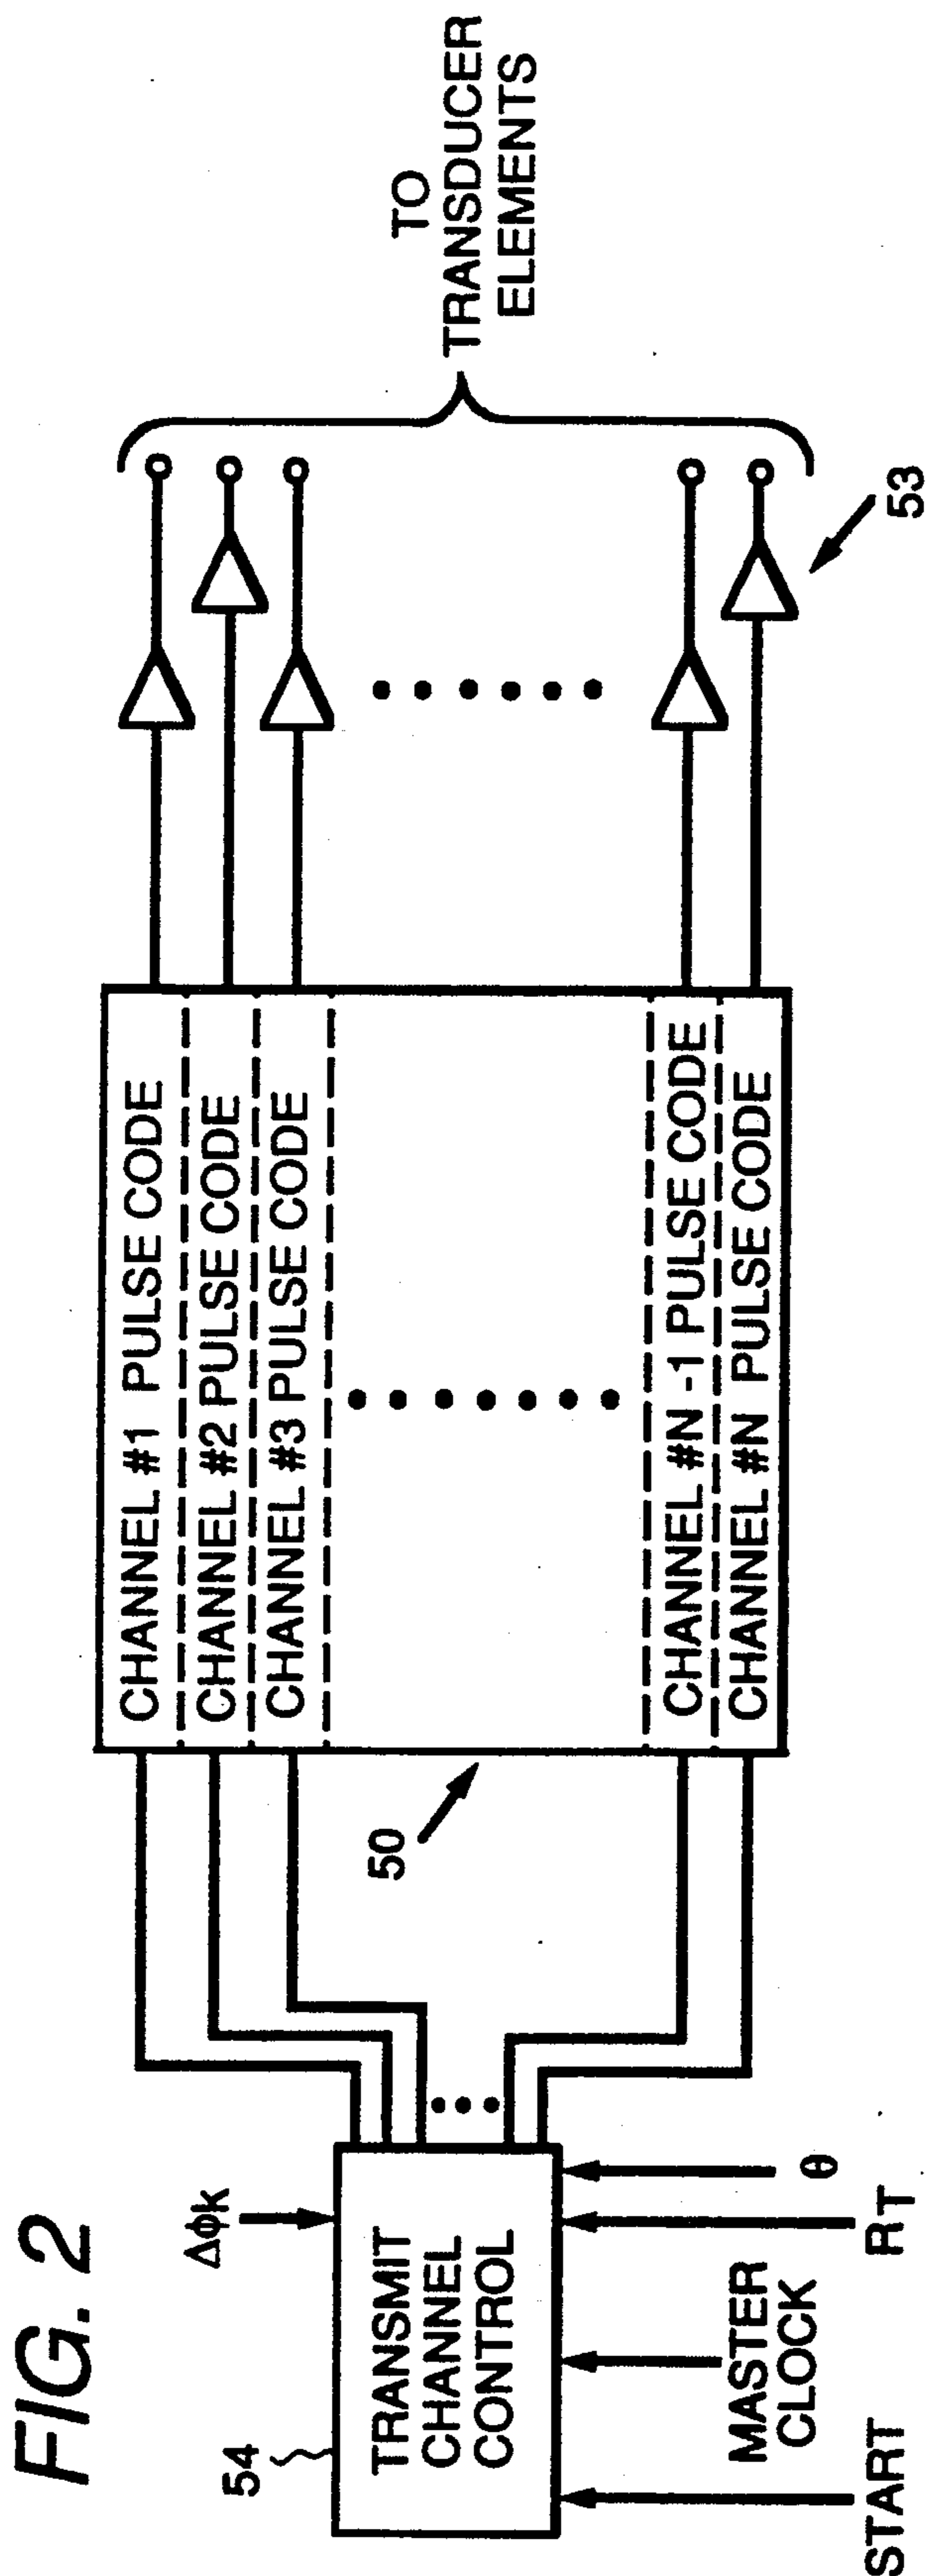 FIG. 2
54
TRANSMIT
CHANNEL
CONTROL
Δϕk
START
MASTER
CLOCK
RT
θ
50
CHANNEL #1 PULSE CODE
CHANNEL #2 PULSE CODE
CHANNEL #3 PULSE CODE
CHANNEL #N -1 PULSE CODE
CHANNEL #N PULSE CODE
53
TO
TRANSDUCER
ELEMENTS